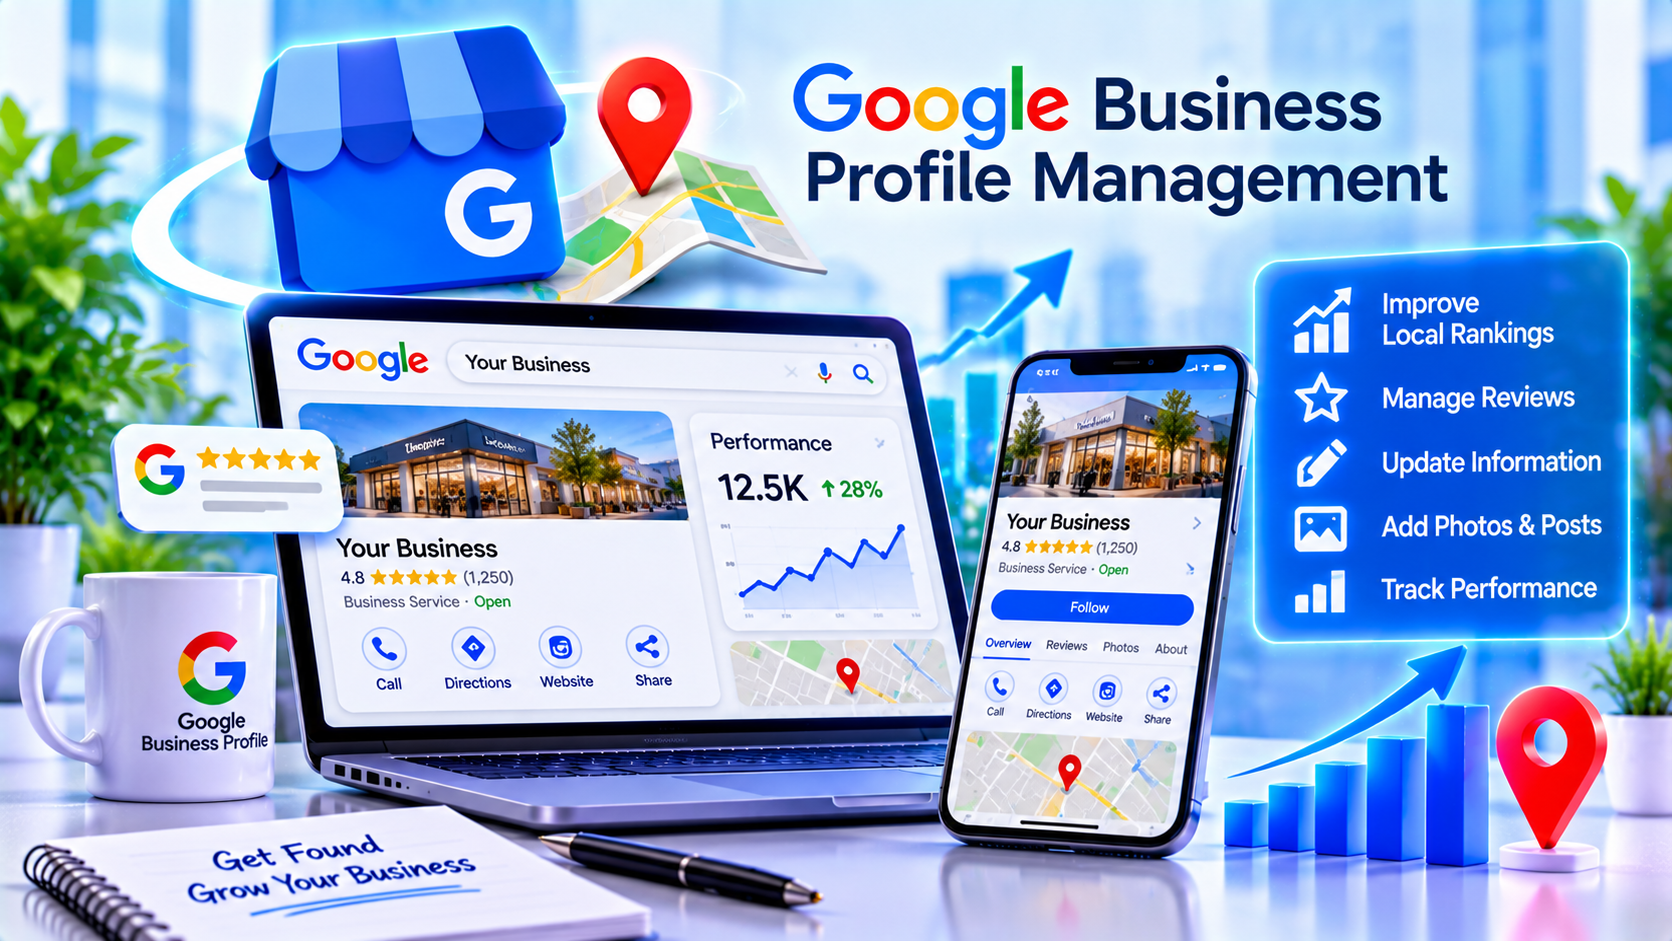 Google Business
Profile Management
G
Google
Your Business
Performance
12.5K ↑ 28%
Your Business
4.8 ★★★★★ (1,250)
Business Service · Open
Call
Directions
Website
Share
G ★★★★★
Your Business
4.8 ★★★★★ (1,250)
Business Service · Open
Follow
Overview
Reviews
Photos
About
Call
Directions
Website
Share
Improve
Local Rankings
Manage Reviews
Update Information
Add Photos & Posts
Track Performance
G
Google
Business Profile
Get Found
Grow Your Business